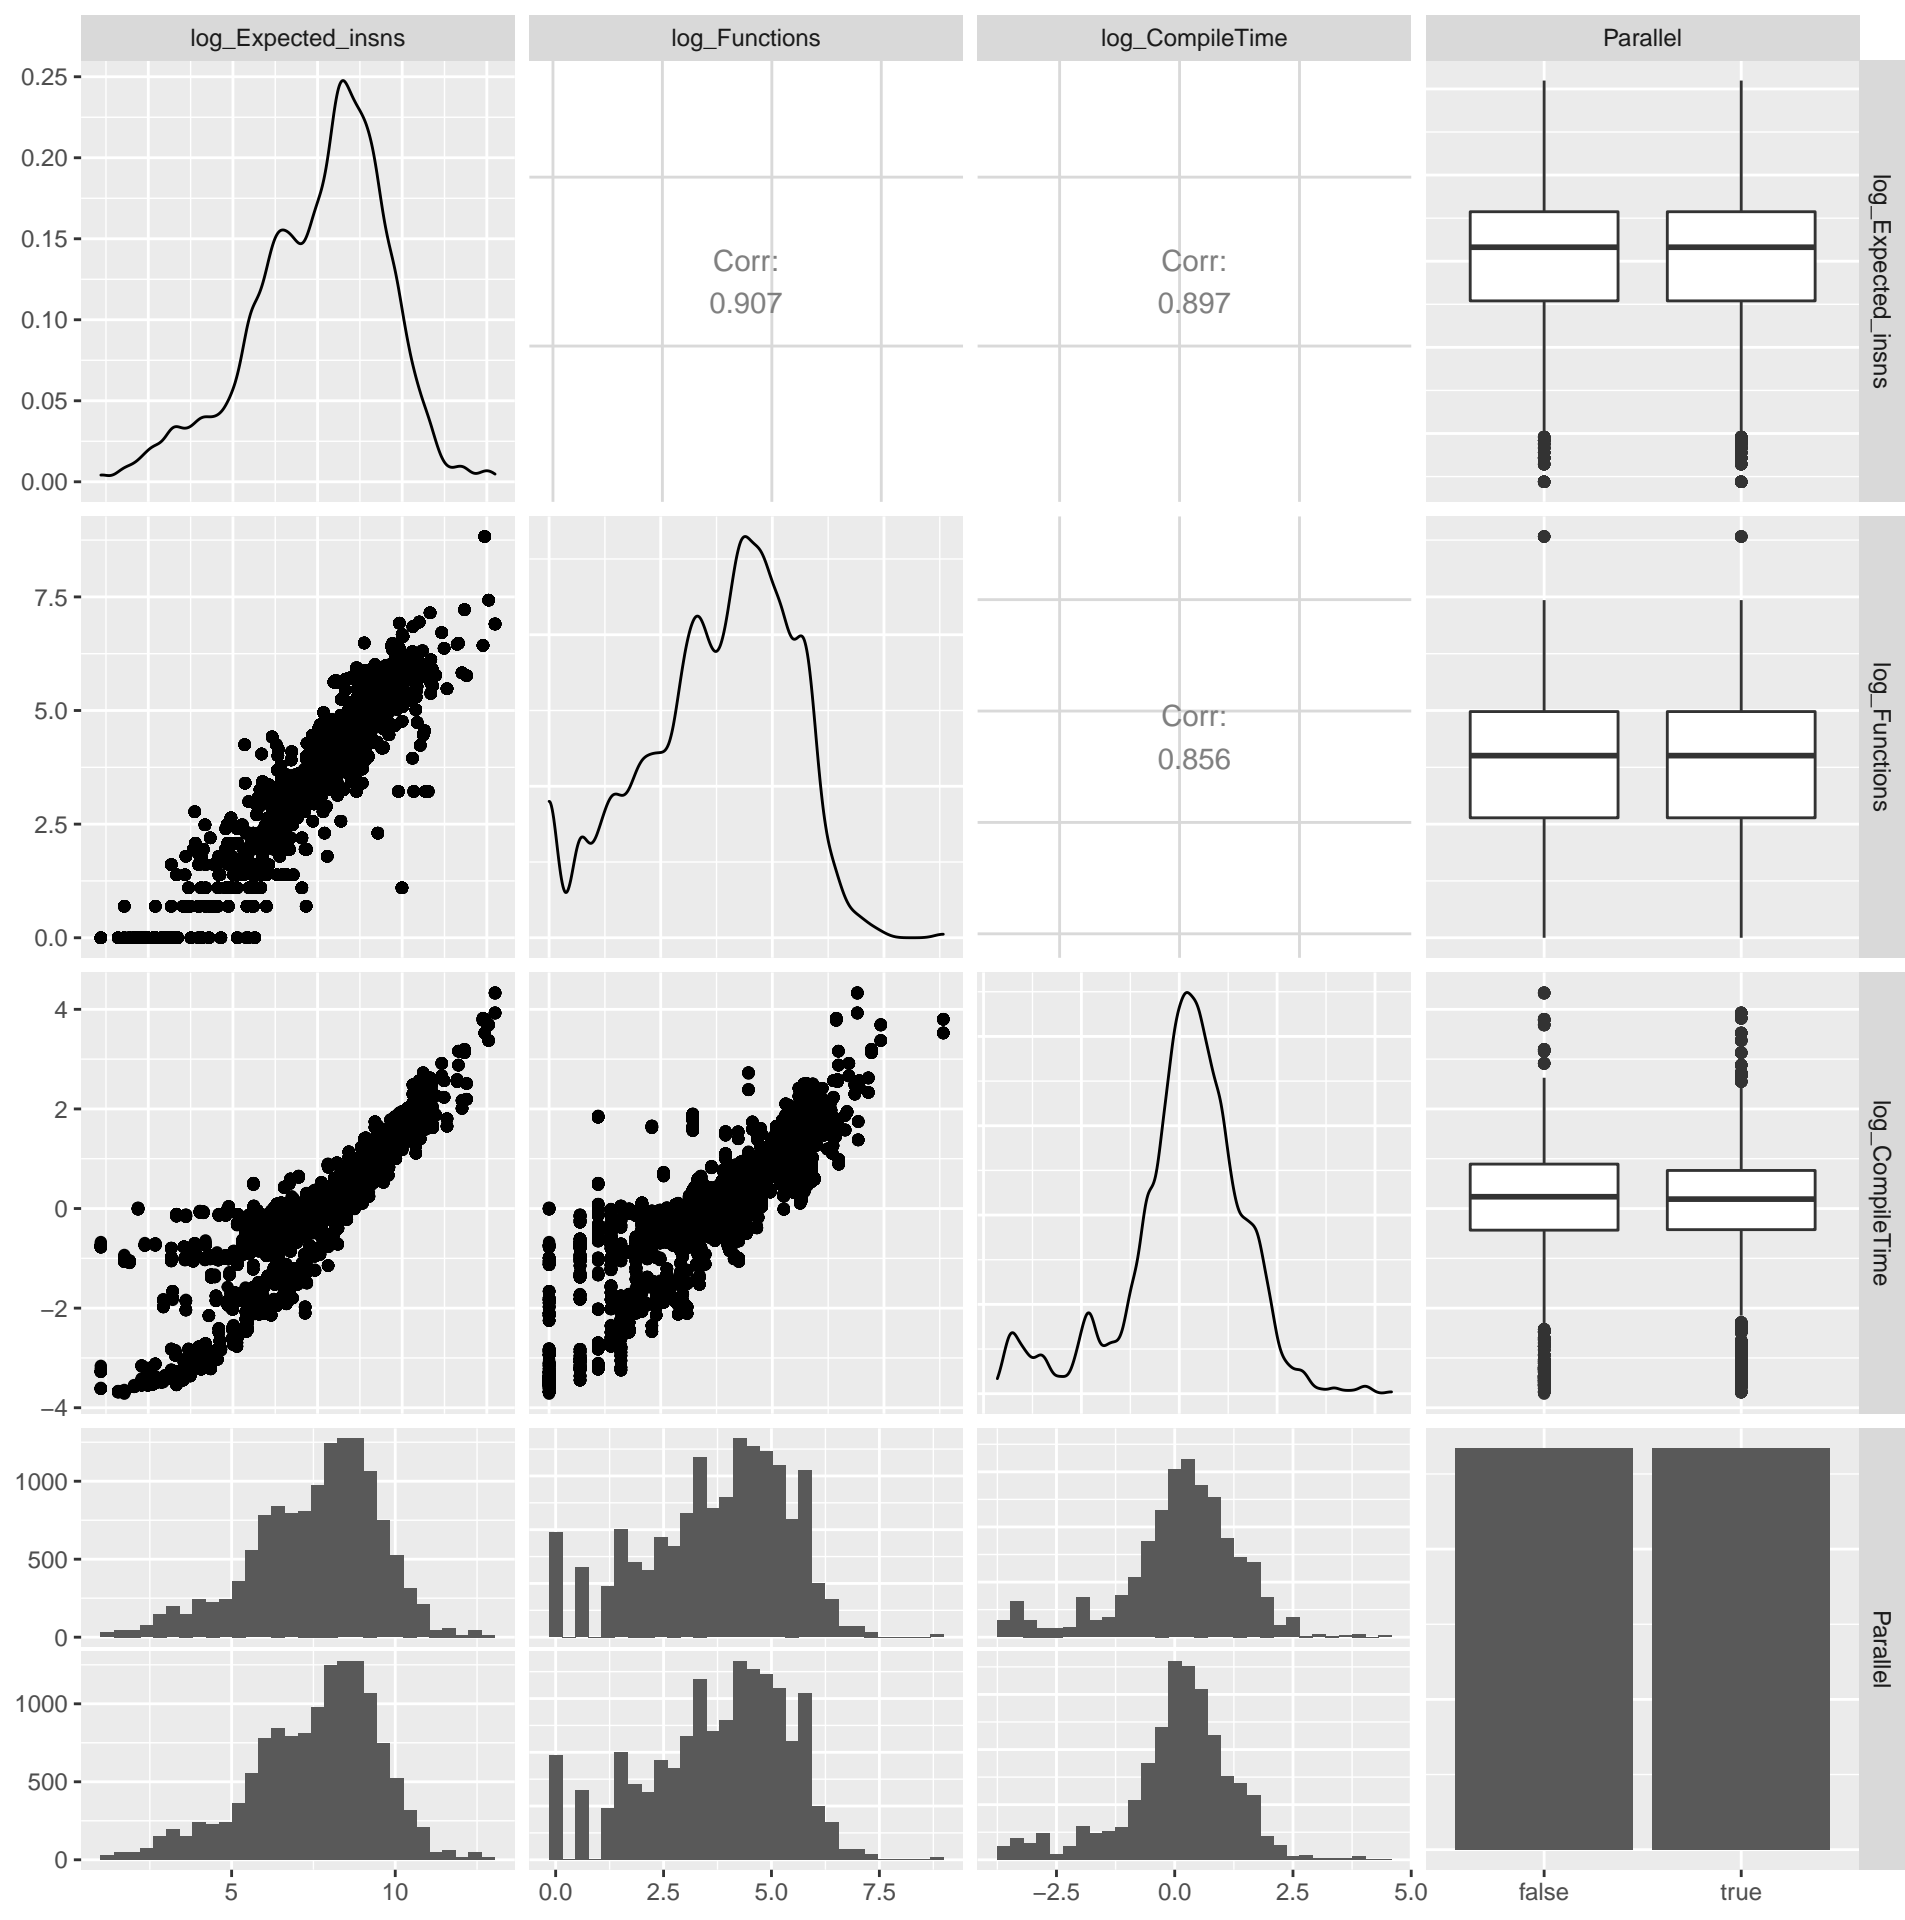 log_Expected_insns
log_Functions
log_CompileTime
Parallel
0.25
0.20
0.15
0.10
0.05
0.00
Corr:
0.907
Corr:
0.897
log_Expected_insns
7.5
5.0
2.5
0.0
Corr:
0.856
log_Functions
4
2
0
−2
−4
log_CompileTime
1000
500
0
1000
500
0
Parallel
5
10
0.0
2.5
5.0
7.5
−2.5
0.0
2.5
5.0
false
true